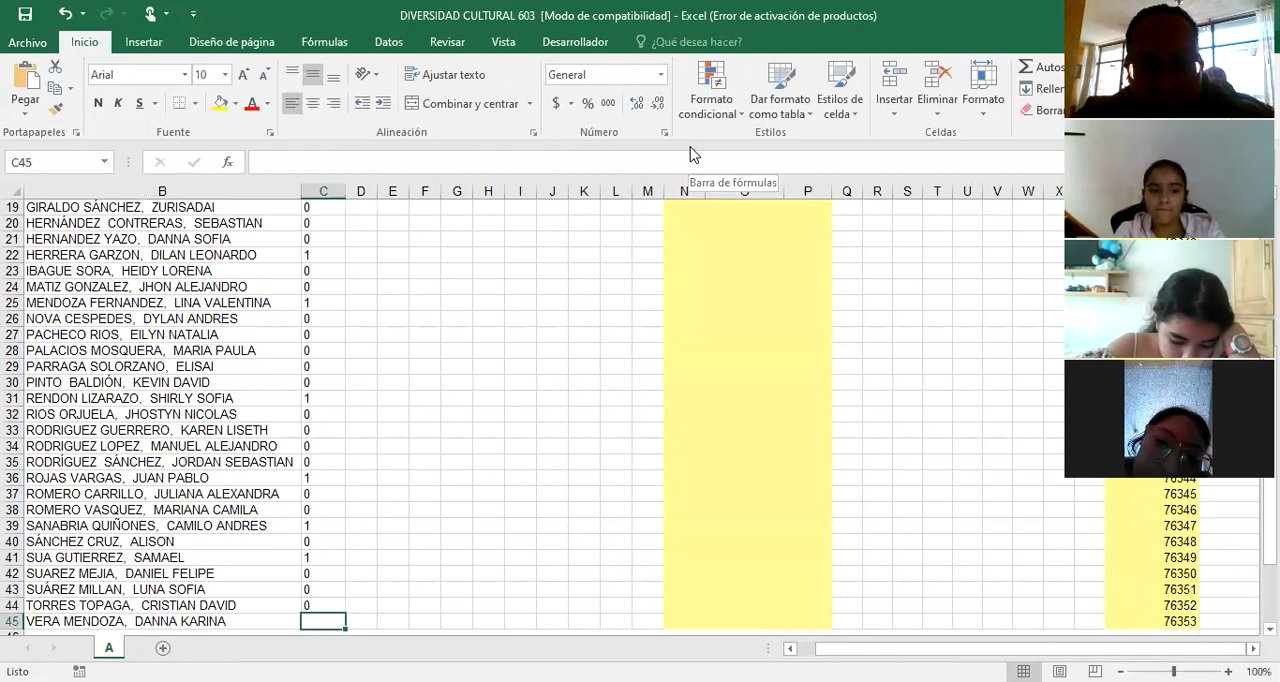 DIVERSIDAD CULTURAL 603 [Modo de compatibilidad] - Excel (Error de activación de productos)
Archivo Inicio Insertar Diseño de página Fórmulas Datos Revisar Vista Desarrollador ¿Qué desea hacer?
Pegar
Portapapeles
Arial 10
N K S
Fuente
Ajustar texto
Combinar y centrar
Alineación
General
$ % 000
Número
Formato condicional
Dar formato como tabla
Estilos de celda
Estilos
Insertar Eliminar Formato
Celdas
Autos
Rellen
Borra
C45 fx
Barra de fórmulas
B C D E F G H I J K L M N O P Q R S T U V W X
19 GIRALDO SÁNCHEZ, ZURISADAI 0
20 HERNÁNDEZ CONTRERAS, SEBASTIAN 0
21 HERNANDEZ YAZO, DANNA SOFIA 0
22 HERRERA GARZON, DILAN LEONARDO 1
23 IBAGUE SORA, HEIDY LORENA 0
24 MATIZ GONZALEZ, JHON ALEJANDRO 0
25 MENDOZA FERNANDEZ, LINA VALENTINA 1
26 NOVA CESPEDES, DYLAN ANDRES 0
27 PACHECO RIOS, EILYN NATALIA 0
28 PALACIOS MOSQUERA, MARIA PAULA 0
29 PARRAGA SOLORZANO, ELISAI 0
30 PINTO BALDIÓN, KEVIN DAVID 0
31 RENDON LIZARAZO, SHIRLY SOFIA 1
32 RIOS ORJUELA, JHOSTYN NICOLAS 0
33 RODRIGUEZ GUERRERO, KAREN LISETH 0
34 RODRIGUEZ LOPEZ, MANUEL ALEJANDRO 0
35 RODRÍGUEZ SÁNCHEZ, JORDAN SEBASTIAN 0
36 ROJAS VARGAS, JUAN PABLO 1 76344
37 ROMERO CARRILLO, JULIANA ALEXANDRA 0 76345
38 ROMERO VASQUEZ, MARIANA CAMILA 0 76346
39 SANABRIA QUIÑONES, CAMILO ANDRES 1 76347
40 SÁNCHEZ CRUZ, ALISON 0 76348
41 SUA GUTIERREZ, SAMAEL 1 76349
42 SUAREZ MEJIA, DANIEL FELIPE 0 76350
43 SUÁREZ MILLAN, LUNA SOFIA 0 76351
44 TORRES TOPAGA, CRISTIAN DAVID 0 76352
45 VERA MENDOZA, DANNA KARINA 76353
A
Listo 100%